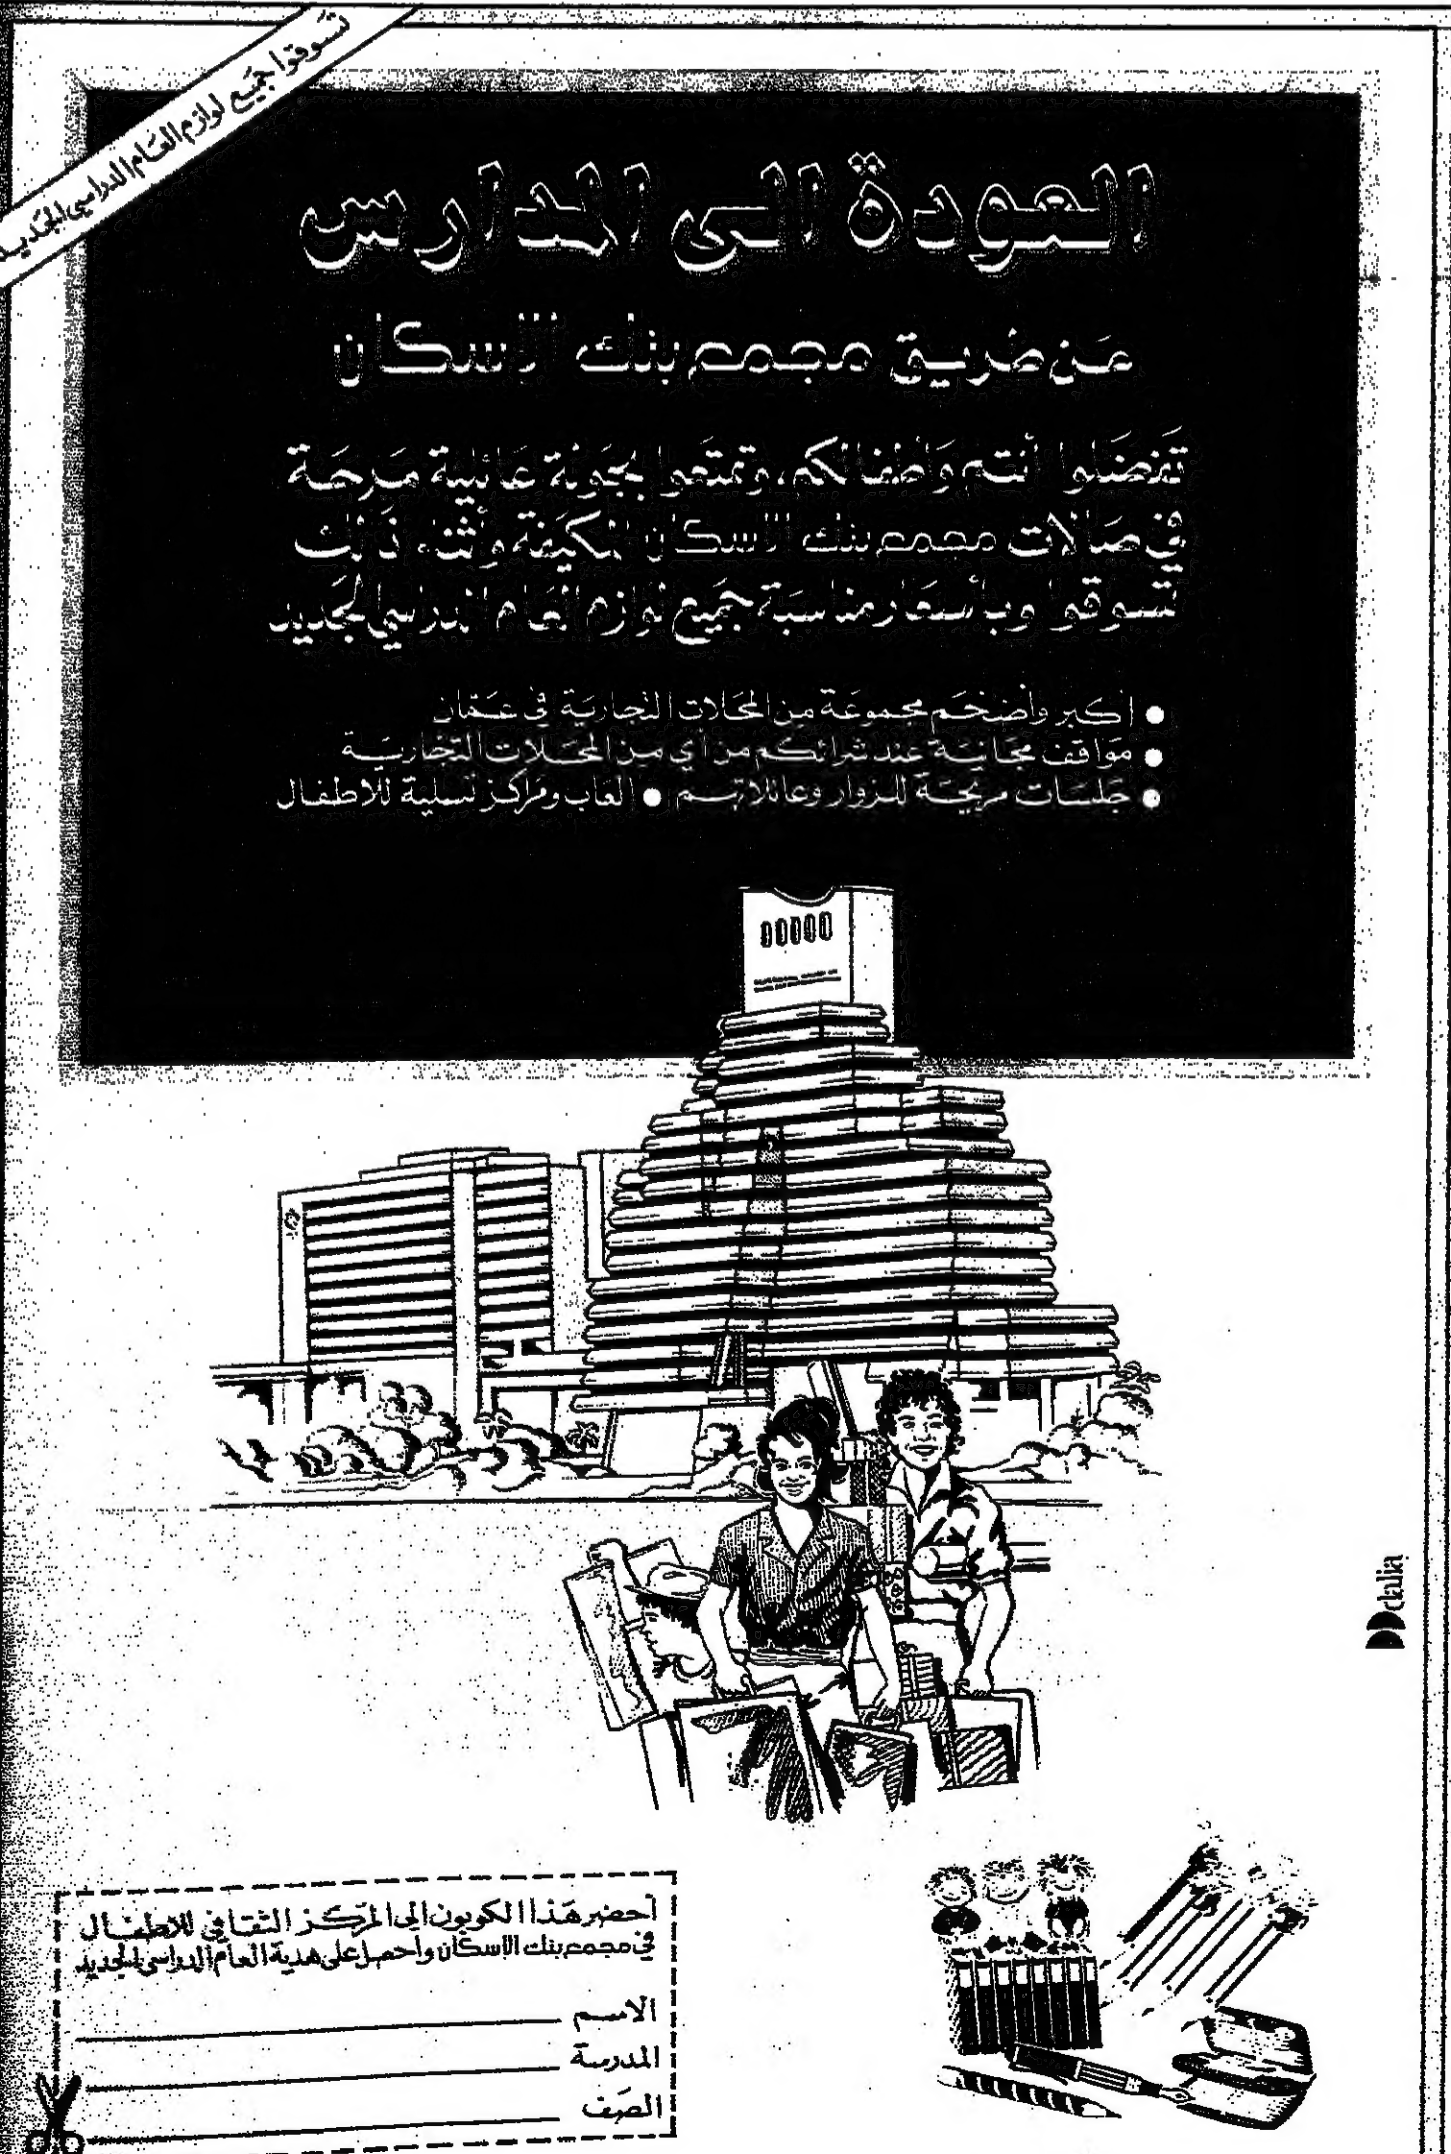 تسوقوا جميع لوازم العام الدراسي الجديد
العودة الى المدارس
عن طريق مجمع بنك الاسكان
تفضلوا أنتم وأطفالكم، وتمتعوا بجولة عائلية مرحة
في صالات مجمع بنك الاسكان المكيفة وأثناء ذلك
تسوقوا وبأسعار مناسبة جميع لوازم العام الدراسي الجديد
● أكبر وأضخم مجموعة من المحلات التجارية في عمان
● مواقف مجانية عند شرائكم من أي من المحلات التجارية
● جلسات مريحة للزوار وعائلاتهم ● العاب ومراكز تسلية للاطفال
dalia
أحضر هذا الكوبون الى المركز الثقافي للاطفال
في مجمع بنك الاسكان واحصل على هدية العام الدراسي الجديد
الاسم
المدرسة
الصف